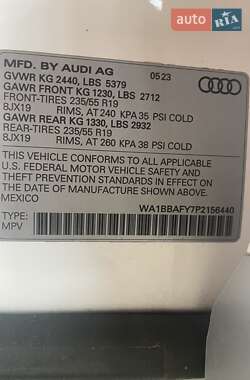 RIA.com
MFD. BY AUDI AG 05 23
GVWR KG 2440, LBS 5379
GAWR FRONT KG 1230, LBS 2712
FRONT-TIRES 235/55 R19
8JX19 RIMS, AT 240 KPA 35 PSI COLD
GAWR REAR KG 1330, LBS 2932
REAR-TIRES 235/55 R19
8JX19 RIMS, AT 260 KPA 38 PSI COLD
THIS VEHICLE CONFORMS TO ALL APPLICABLE
U.S. FEDERAL MOTOR VEHICLE SAFETY AND
THEFT PREVENTION STANDARDS IN EFFECT
ON THE DATE OF MANUFACTURE SHOWN ABOVE
MEXICO
WA1BBAFY7P2156440
TYPE:
MPV